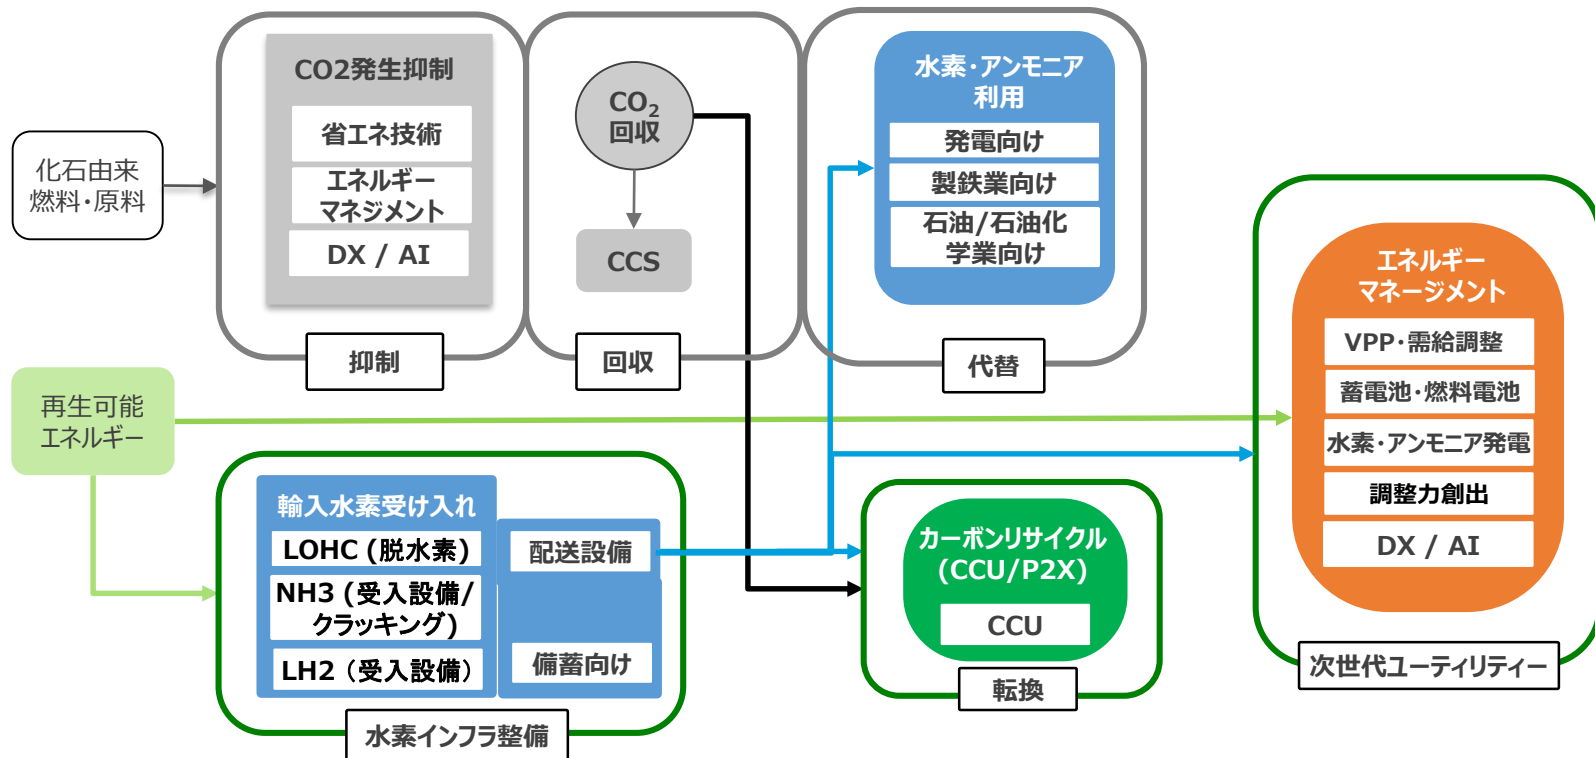 化石由来
燃料・原料
CO2発生抑制
省エネ技術
エネルギー
マネジメント
DX / AI
抑制
CO₂
回収
CCS
回収
水素・アンモニア
利用
発電向け
製鉄業向け
石油/石油化
学業向け
代替
再生可能
エネルギー
輸入水素受け入れ
LOHC (脱水素)
NH3 (受入設備/
クラッキング)
LH2（受入設備）
配送設備
備蓄向け
水素インフラ整備
カーボンリサイクル
(CCU/P2X)
CCU
転換
エネルギー
マネージメント
VPP・需給調整
蓄電池・燃料電池
水素・アンモニア発電
調整力創出
DX / AI
次世代ユーティリティー